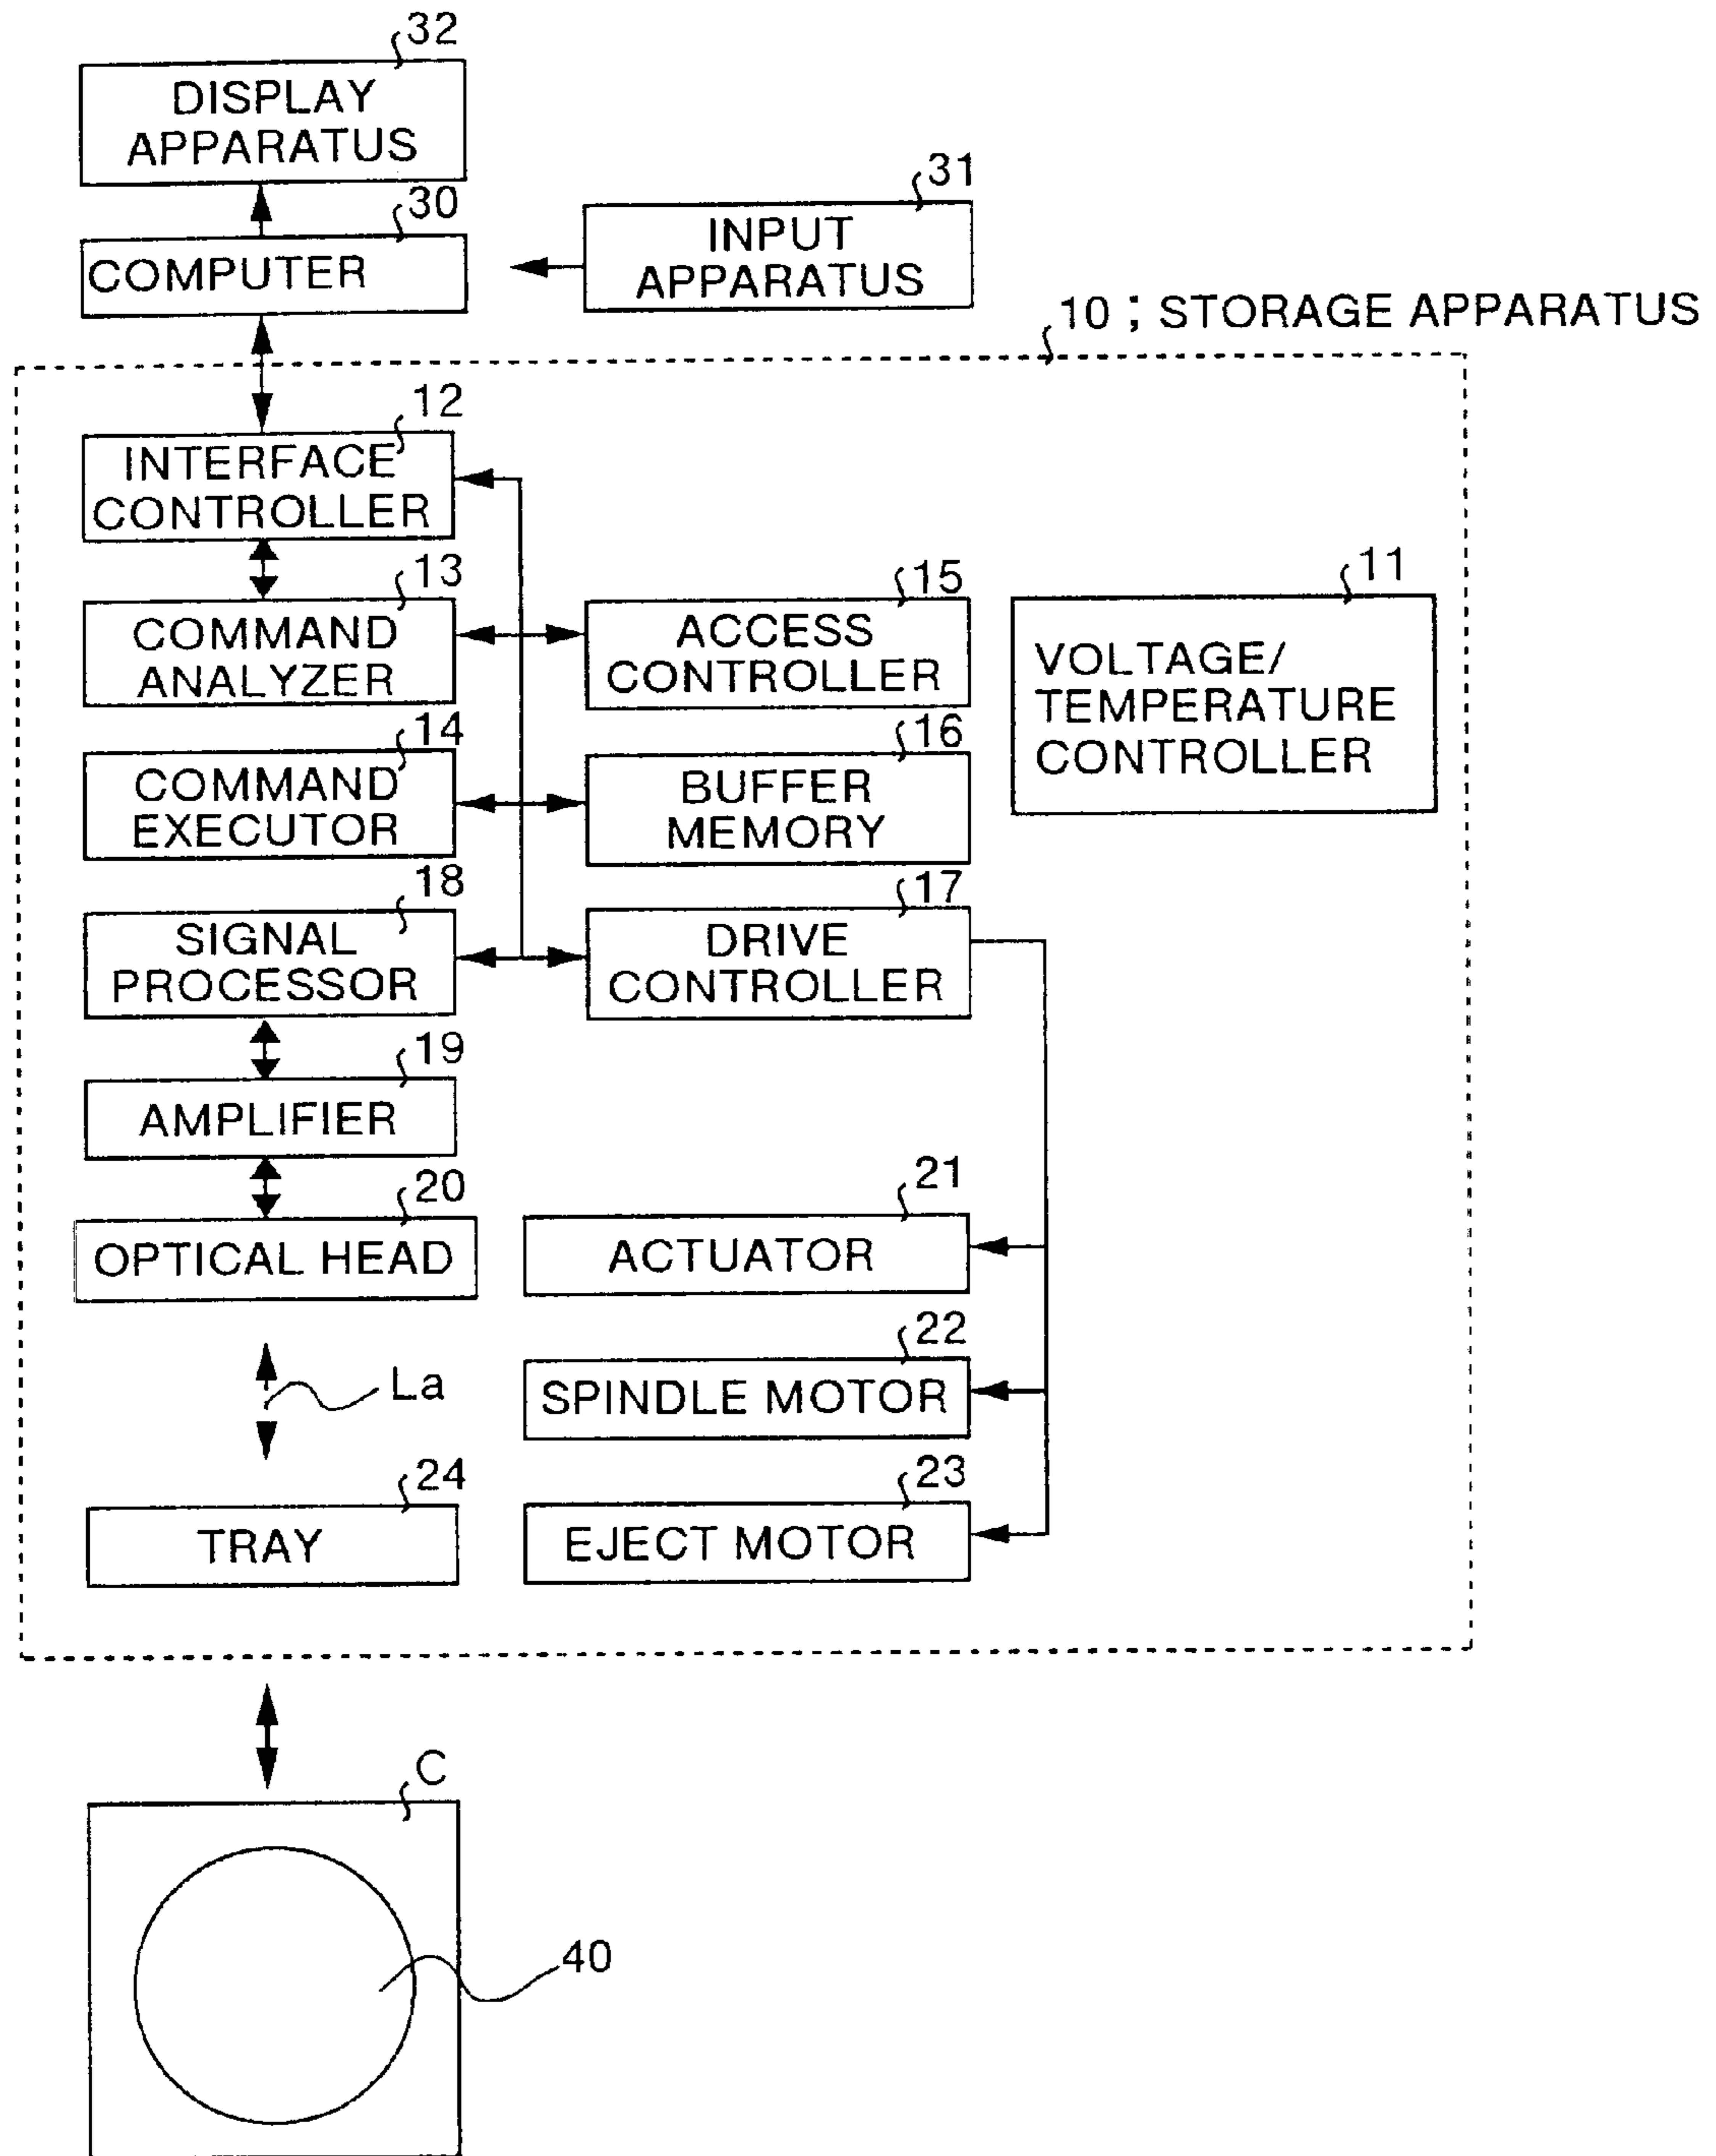 32
DISPLAY
APPARATUS
30
COMPUTER
31
INPUT
APPARATUS
10 ; STORAGE APPARATUS
12
INTERFACE
CONTROLLER
13
COMMAND
ANALYZER
15
ACCESS
CONTROLLER
11
VOLTAGE/
TEMPERATURE
CONTROLLER
14
COMMAND
EXECUTOR
16
BUFFER
MEMORY
18
SIGNAL
PROCESSOR
17
DRIVE
CONTROLLER
19
AMPLIFIER
20
OPTICAL HEAD
21
ACTUATOR
La
22
SPINDLE MOTOR
24
TRAY
23
EJECT MOTOR
C
40